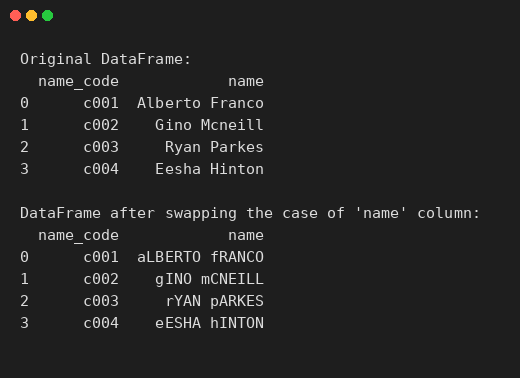 Original DataFrame:
  name_code            name
0      c001  Alberto Franco
1      c002    Gino Mcneill
2      c003     Ryan Parkes
3      c004    Eesha Hinton

DataFrame after swapping the case of 'name' column:
  name_code            name
0      c001  aLBERTO fRANCO
1      c002    gINO mCNEILL
2      c003     rYAN pARKES
3      c004    eESHA hINTON